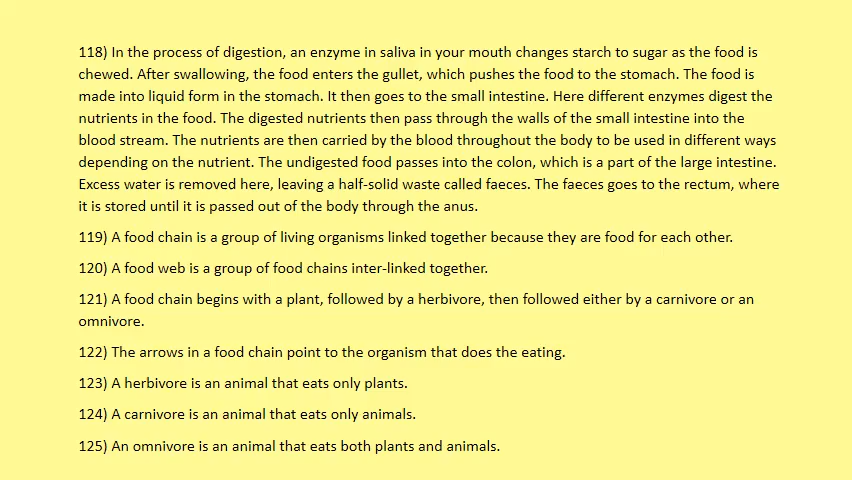 118) In the process of digestion, an enzyme in saliva in your mouth changes starch to sugar as the food is
chewed. After swallowing, the food enters the gullet, which pushes the food to the stomach. The food is
made into liquid form in the stomach. It then goes to the small intestine. Here different enzymes digest the
nutrients in the food. The digested nutrients then pass through the walls of the small intestine into the
blood stream. The nutrients are then carried by the blood throughout the body to be used in different ways
depending on the nutrient. The undigested food passes into the colon, which is a part of the large intestine.
Excess water is removed here, leaving a half-solid waste called faeces. The faeces goes to the rectum, where
it is stored until it is passed out of the body through the anus.
119) A food chain is a group of living organisms linked together because they are food for each other.
120) A food web is a group of food chains inter-linked together.
121) A food chain begins with a plant, followed by a herbivore, then followed either by a carnivore or an
omnivore.
122) The arrows in a food chain point to the organism that does the eating.
123) A herbivore is an animal that eats only plants.
124) A carnivore is an animal that eats only animals.
125) An omnivore is an animal that eats both plants and animals.